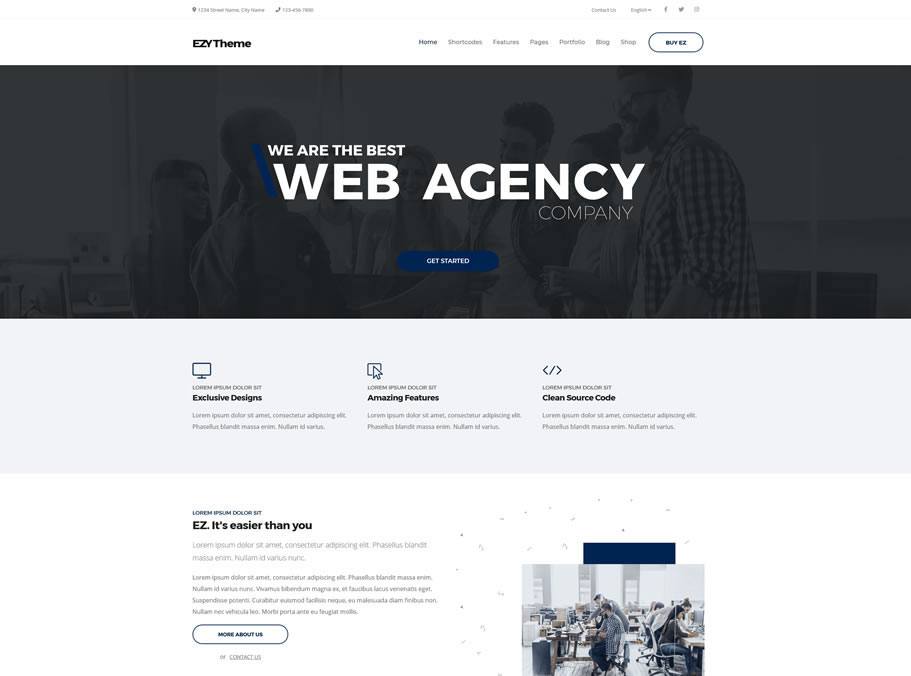 1234 Street Name, City Name 123-456-7890 Contact Us English
EZY Theme Home Shortcodes Features Pages Portfolio Blog Shop BUY EZ
WE ARE THE BEST
WEB AGENCY
COMPANY
GET STARTED
LOREM IPSUM DOLOR SIT
Exclusive Designs
Lorem ipsum dolor sit amet, consectetur adipiscing elit.
Phasellus blandit massa enim. Nullam id varius.
LOREM IPSUM DOLOR SIT
Amazing Features
Lorem ipsum dolor sit amet, consectetur adipiscing elit.
Phasellus blandit massa enim. Nullam id varius.
LOREM IPSUM DOLOR SIT
Clean Source Code
Lorem ipsum dolor sit amet, consectetur adipiscing elit.
Phasellus blandit massa enim. Nullam id varius.
LOREM IPSUM DOLOR SIT
EZ. It's easier than you
Lorem ipsum dolor sit amet, consectetur adipiscing elit. Phasellus blandit
massa enim. Nullam id varius nunc.
Lorem ipsum dolor sit amet, consectetur adipiscing elit. Phasellus blandit massa enim.
Nullam id varius nunc. Vivamus bibendum magna ex, et faucibus lacus venenatis eget.
Suspendisse potenti. Curabitur euismod facilisis neque, eu malesuada diam finibus non.
Nullam nec vehicula leo. Morbi porta ante eu feugiat mollis.
MORE ABOUT US
or CONTACT US